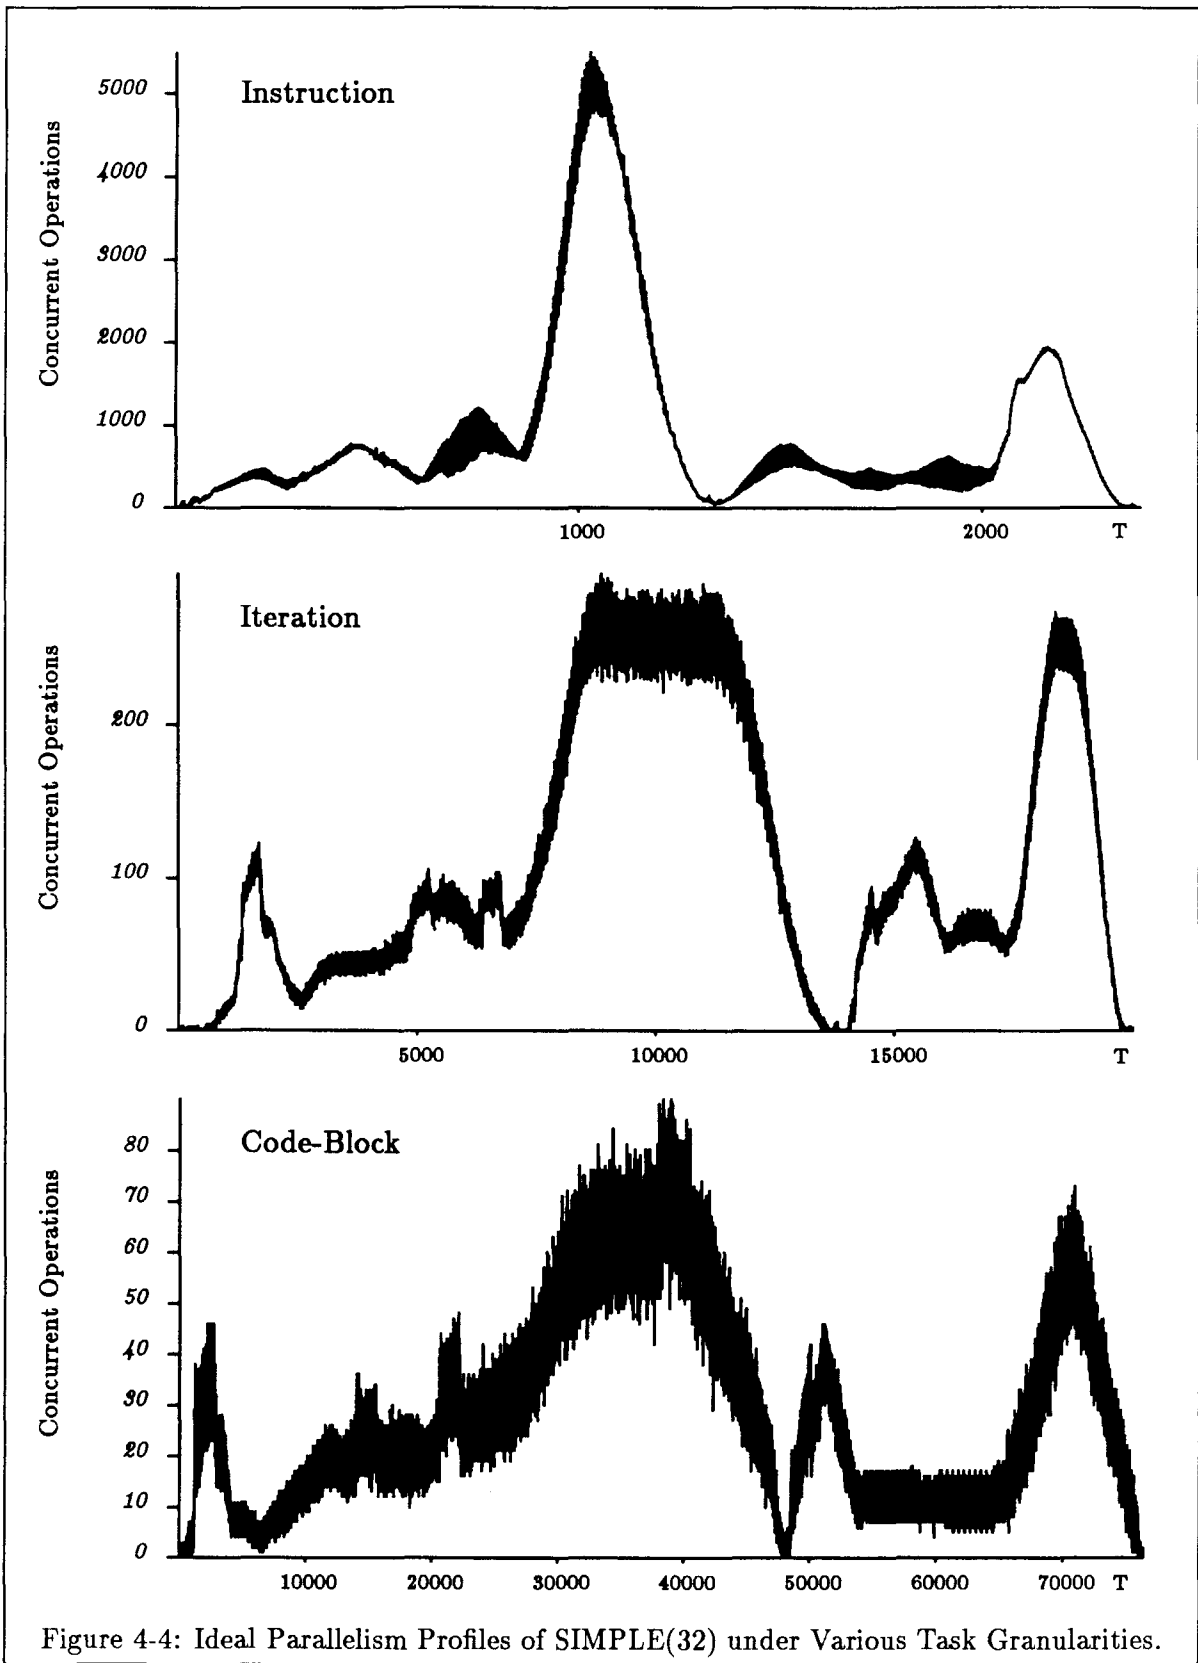 Instruction
Concurrent Operations
5000
4000
3000
2000
1000
0
1000 2000 T
Iteration
Concurrent Operations
200
100
0
5000 10000 15000 T
Code-Block
Concurrent Operations
80
70
60
50
40
30
20
10
0
10000 20000 30000 40000 50000 60000 70000 T
Figure 4-4: Ideal Parallelism Profiles of SIMPLE(32) under Various Task Granularities.